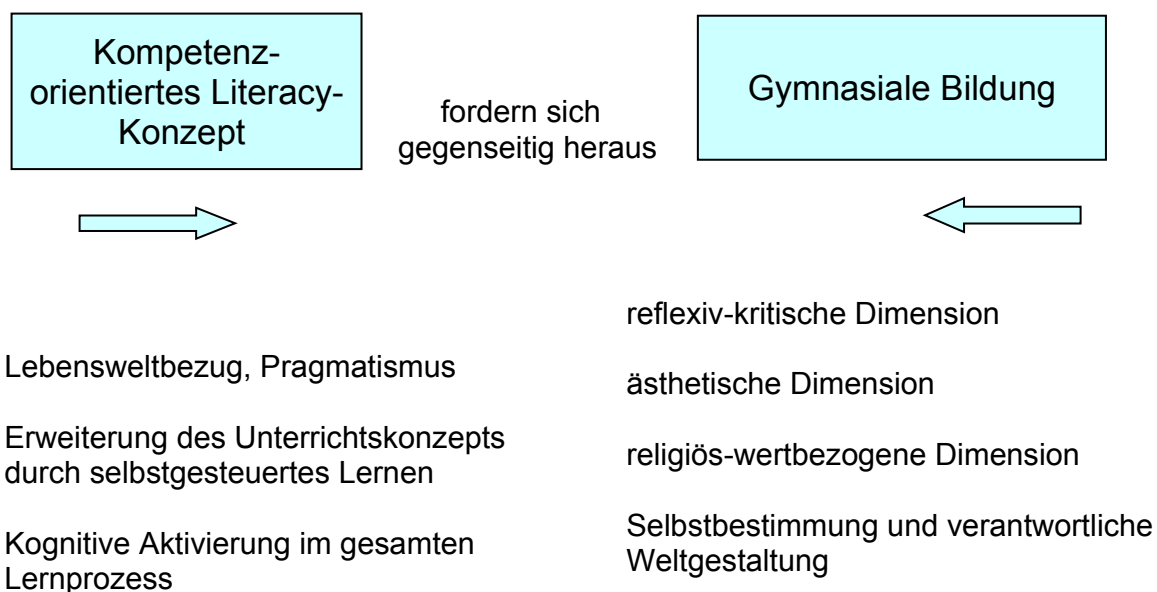 Kompetenz-
orientiertes Literacy-
Konzept
fordern sich
gegenseitig heraus
Gymnasiale Bildung
Lebensweltbezug, Pragmatismus
Erweiterung des Unterrichtskonzepts
durch selbstgesteuertes Lernen
Kognitive Aktivierung im gesamten
Lernprozess
reflexiv-kritische Dimension
ästhetische Dimension
religiös-wertbezogene Dimension
Selbstbestimmung und verantwortliche
Weltgestaltung